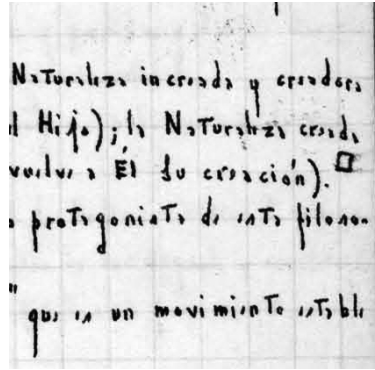 Naturaleza increada y creadora
l Hijo); la Naturaleza creada
vuelve a Él su creación).
protagonista de esta filoso
" que es un movimiento estable